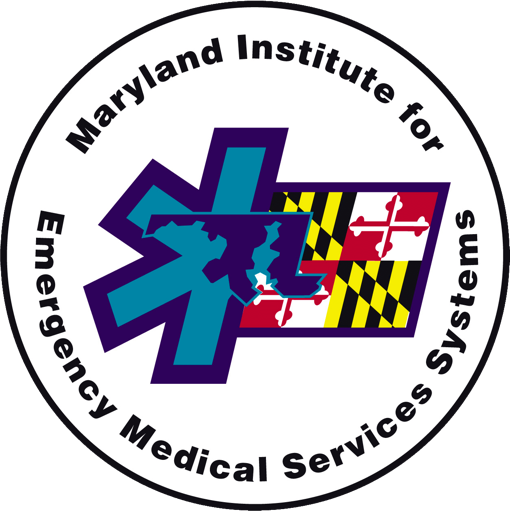 Maryland Institute for
Emergency Medical Services Systems